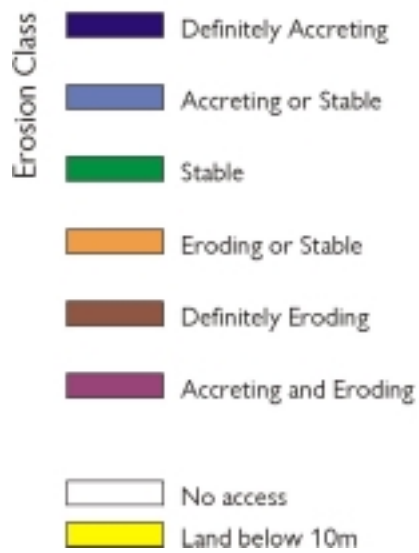 Erosion Class
Definitely Accreting
Accreting or Stable
Stable
Eroding or Stable
Definitely Eroding
Accreting and Eroding
No access
Land below 10m